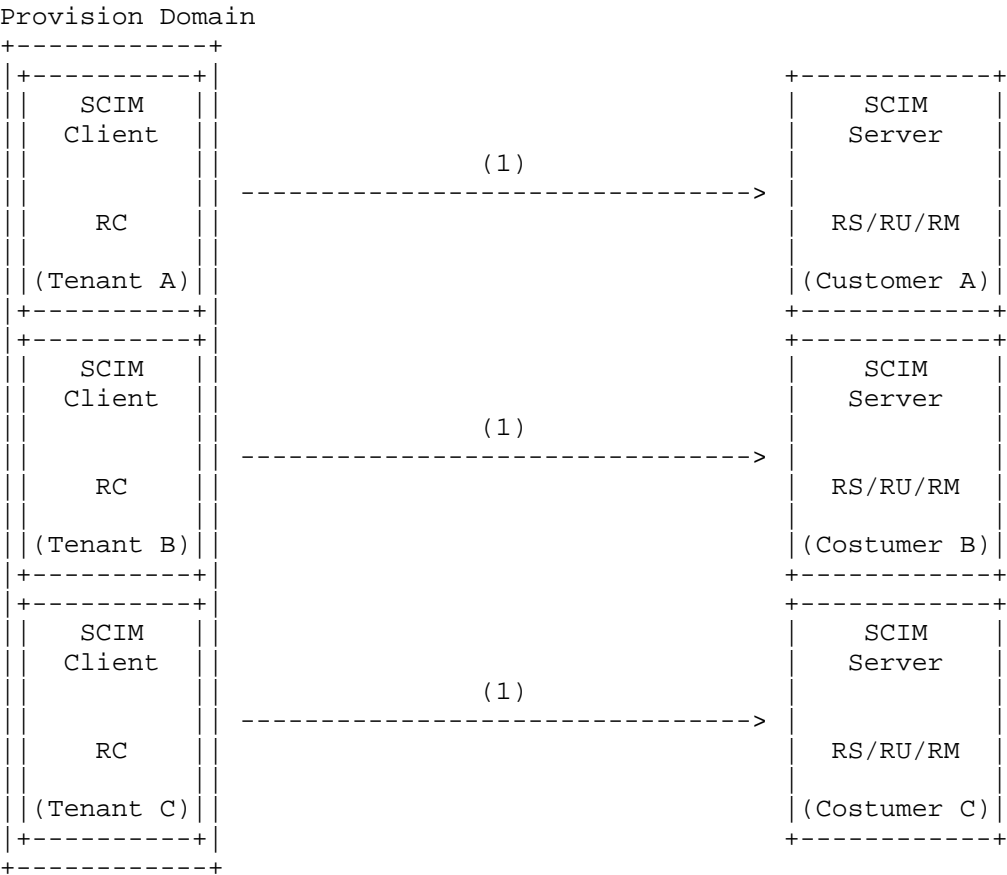 Provision Domain
SCIM SCIM
Client Server
(1)
RC RS/RU/RM
(Tenant A) (Customer A)
SCIM SCIM
Client Server
(1)
RC RS/RU/RM
(Tenant B) (Costumer B)
SCIM SCIM
Client Server
(1)
RC RS/RU/RM
(Tenant C) (Costumer C)